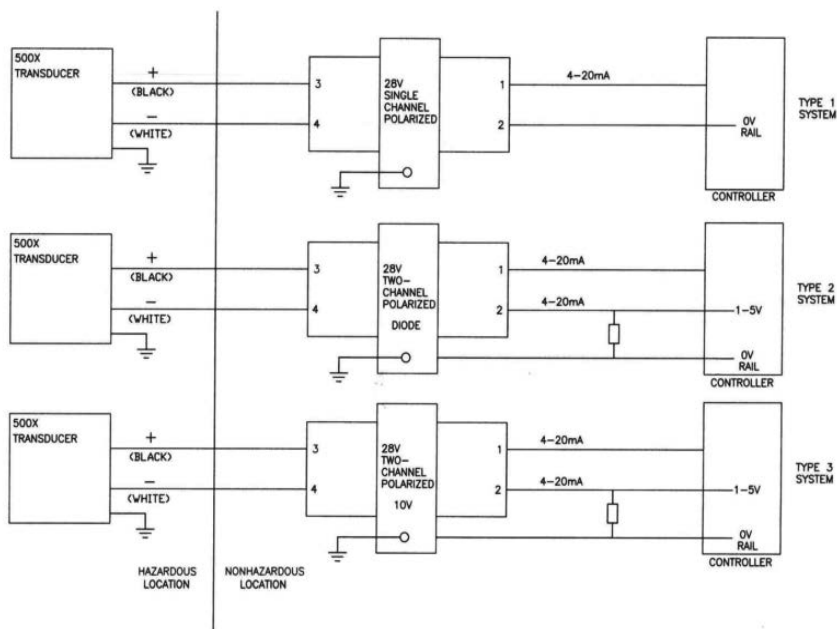 500X
TRANSDUCER
+
(BLACK)
−
(WHITE)
3
4
28V
SINGLE
CHANNEL
POLARIZED
1
2
4-20mA
0V
RAIL
CONTROLLER
TYPE 1
SYSTEM
500X
TRANSDUCER
+
(BLACK)
−
(WHITE)
3
4
28V
TWO-
CHANNEL
POLARIZED
DIODE
1
2
4-20mA
4-20mA
1-5V
0V
RAIL
CONTROLLER
TYPE 2
SYSTEM
500X
TRANSDUCER
+
(BLACK)
−
(WHITE)
3
4
28V
TWO-
CHANNEL
POLARIZED
10V
1
2
4-20mA
4-20mA
1-5V
0V
RAIL
CONTROLLER
TYPE 3
SYSTEM
HAZARDOUS
LOCATION
NONHAZARDOUS
LOCATION